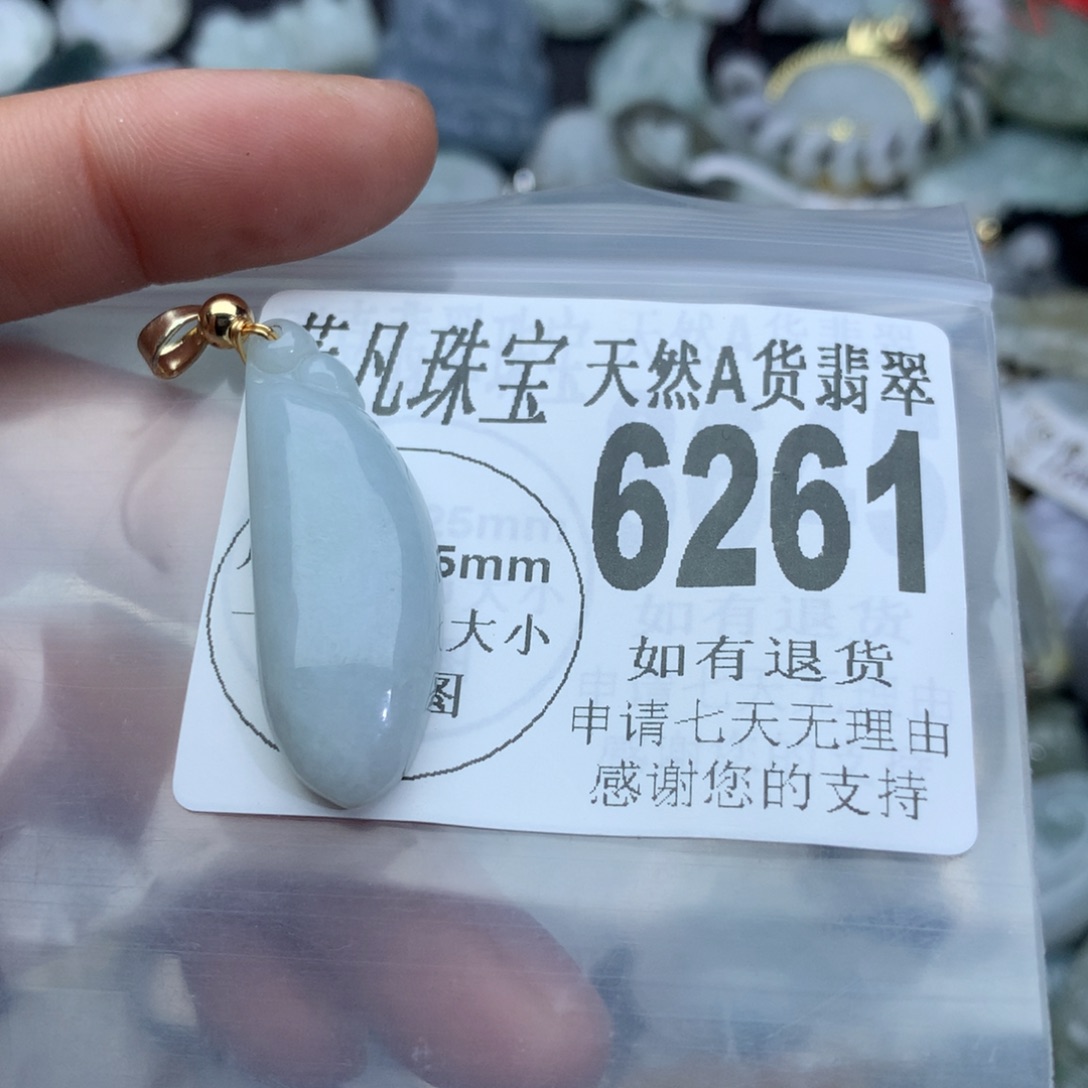 凡珠宝 天然A货翡翠
6261
5mm
大小
图
如有退货
申请七天无理由
感谢您的支持